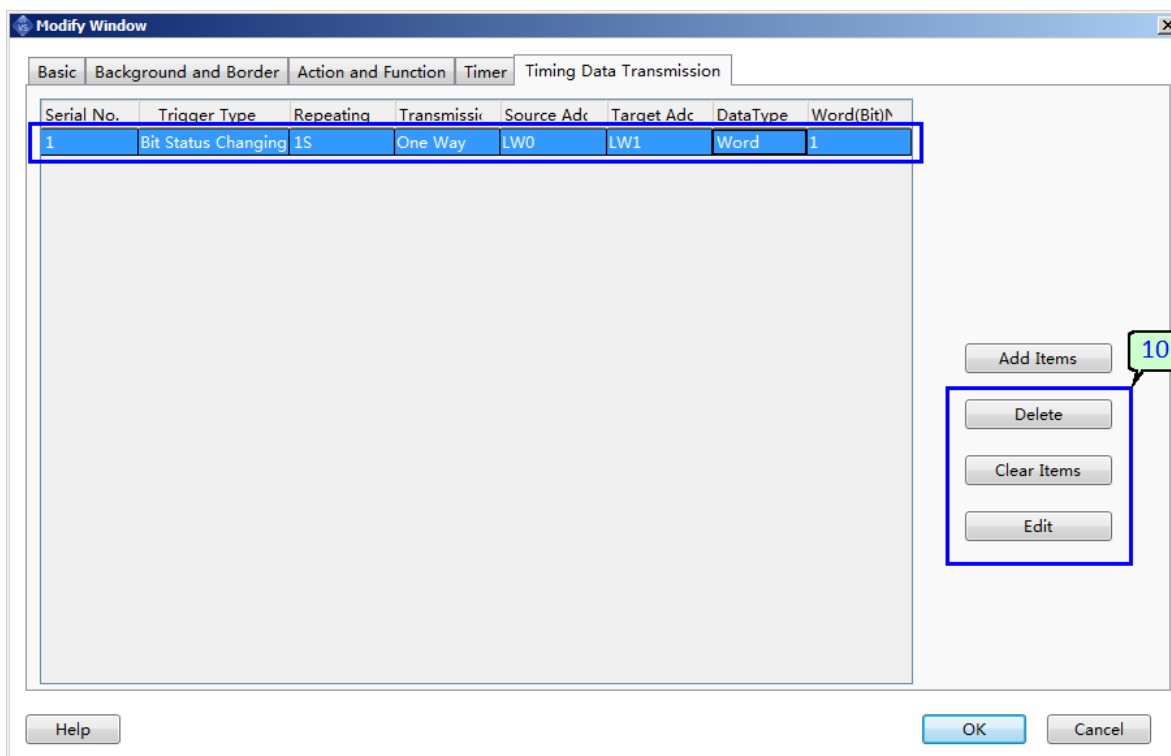 VS Modify Window
Basic Background and Border Action and Function Timer Timing Data Transmission
Serial No. Trigger Type Repeating Transmissic Source Adc Target Adc DataType Word(Bit)N
1 Bit Status Changing 1S One Way LW0 LW1 Word 1
Add Items
10
Delete
Clear Items
Edit
Help OK Cancel